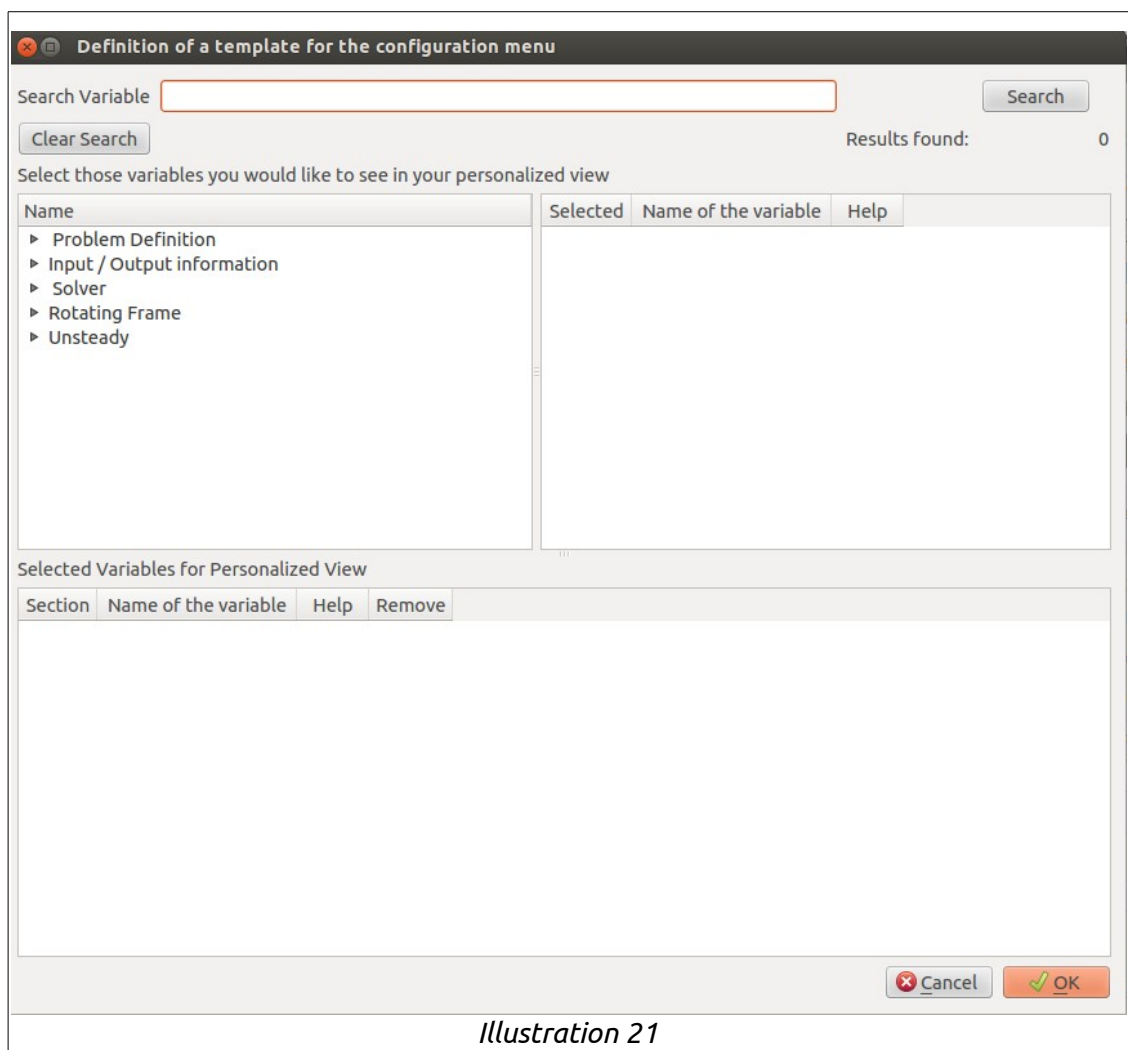 Definition of a template for the configuration menu
Search Variable Search
Clear Search Results found: 0
Select those variables you would like to see in your personalized view
Name Selected Name of the variable Help
Problem Definition
Input / Output information
Solver
Rotating Frame
Unsteady
Selected Variables for Personalized View
Section Name of the variable Help Remove
Cancel OK
Illustration 21